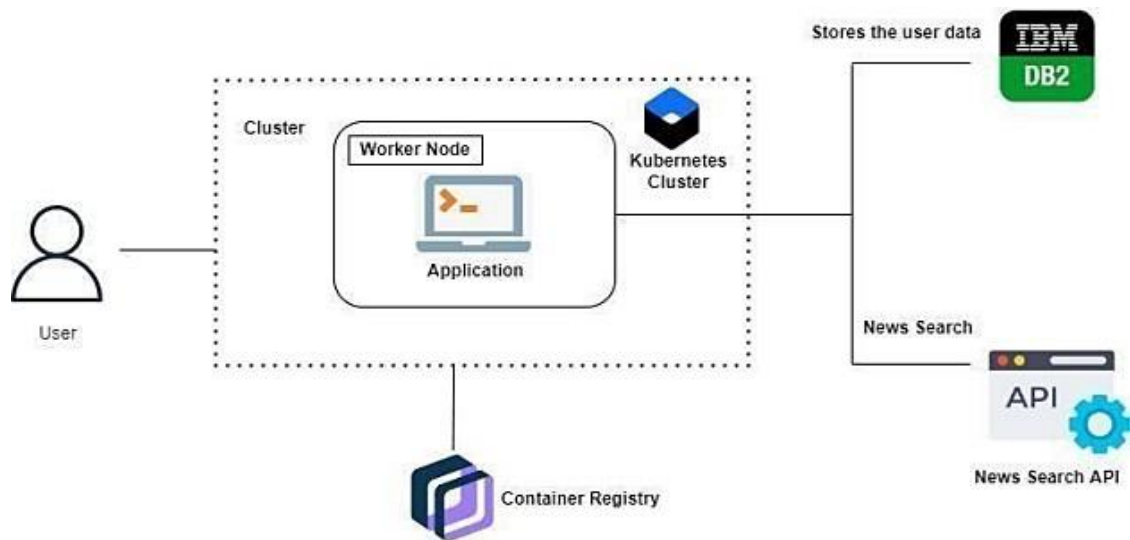 Stores the user data
IBM
DB2
Cluster
Worker Node
Kubernetes
Cluster
Application
User
News Search
API
Container Registry
News Search API